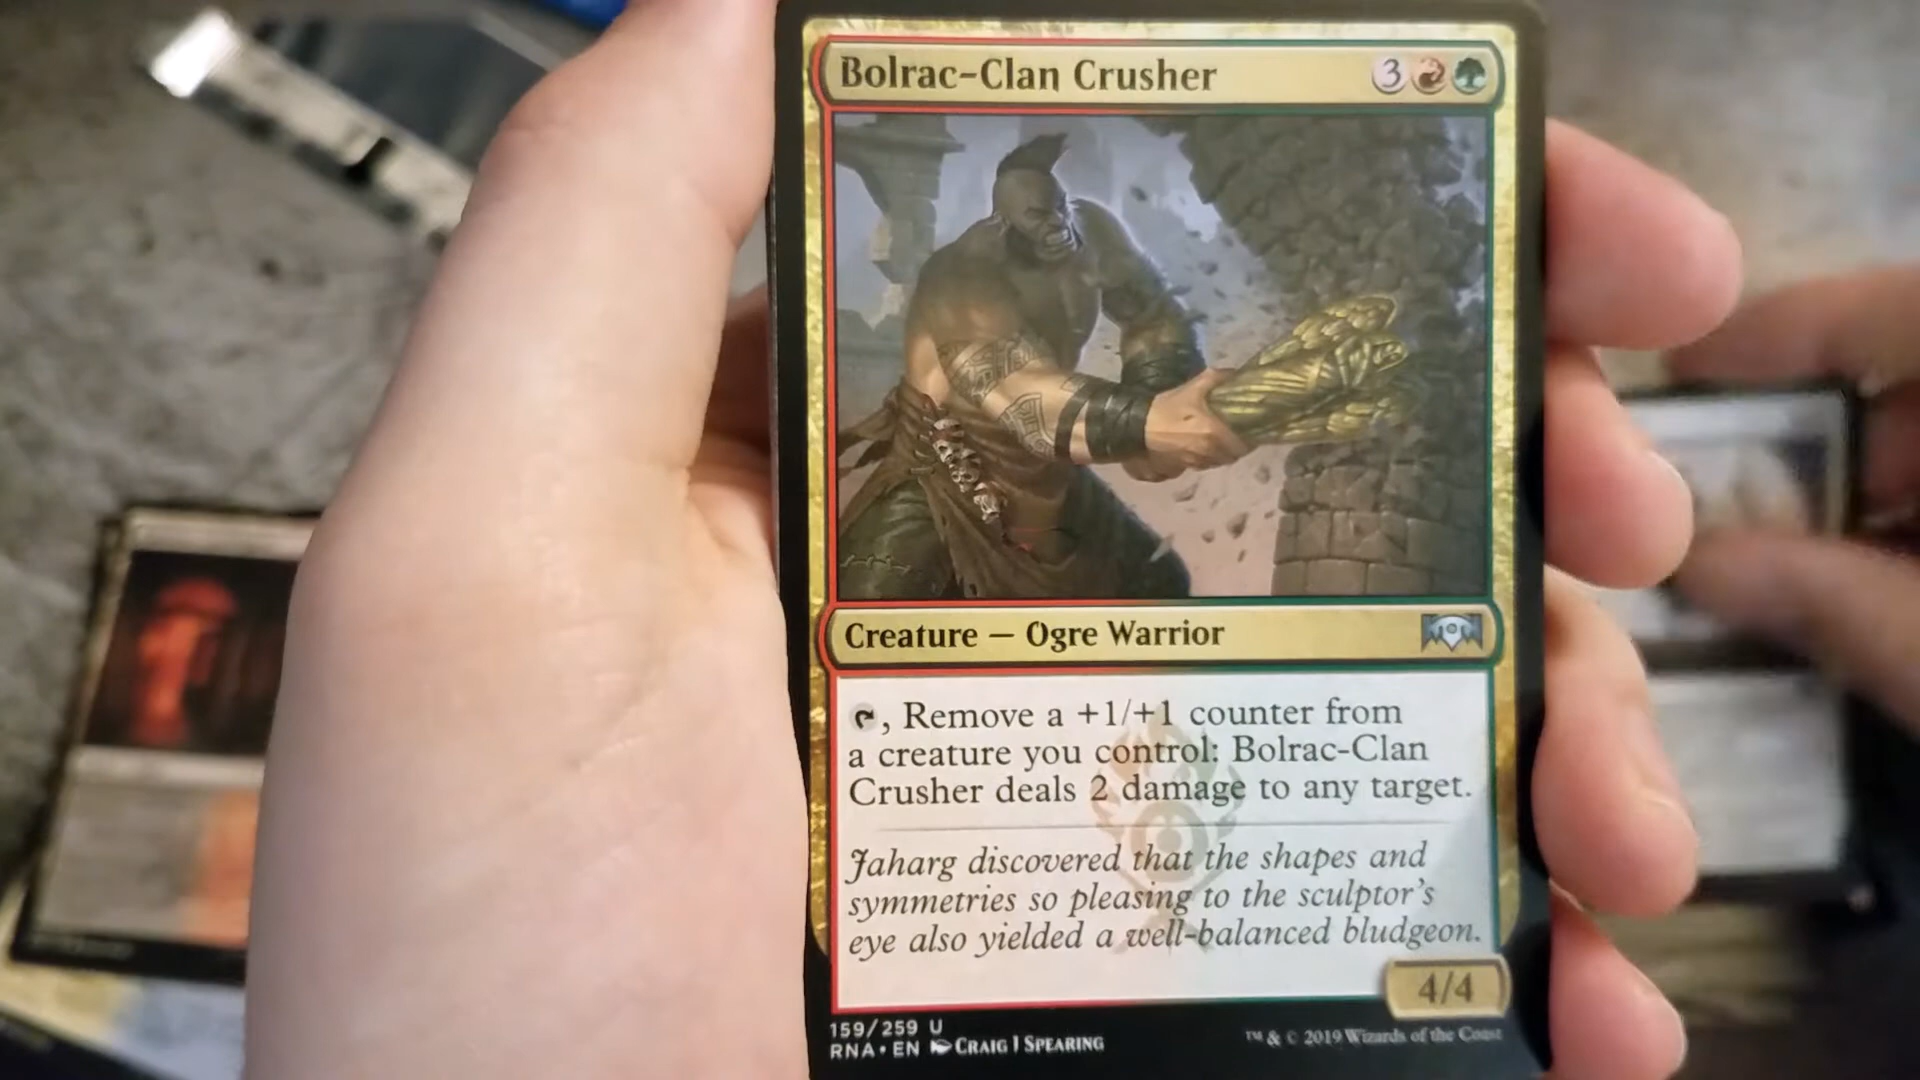 Bolrac-Clan Crusher 3
Creature — Ogre Warrior
, Remove a +1/+1 counter from
a creature you control: Bolrac-Clan
Crusher deals 2 damage to any target.
Jaharg discovered that the shapes and
symmetries so pleasing to the sculptor's
eye also yielded a well-balanced bludgeon.
4/4
159/259 U
RNA • EN Craig J Spearing
™ & © 2019 Wizards of the Coast